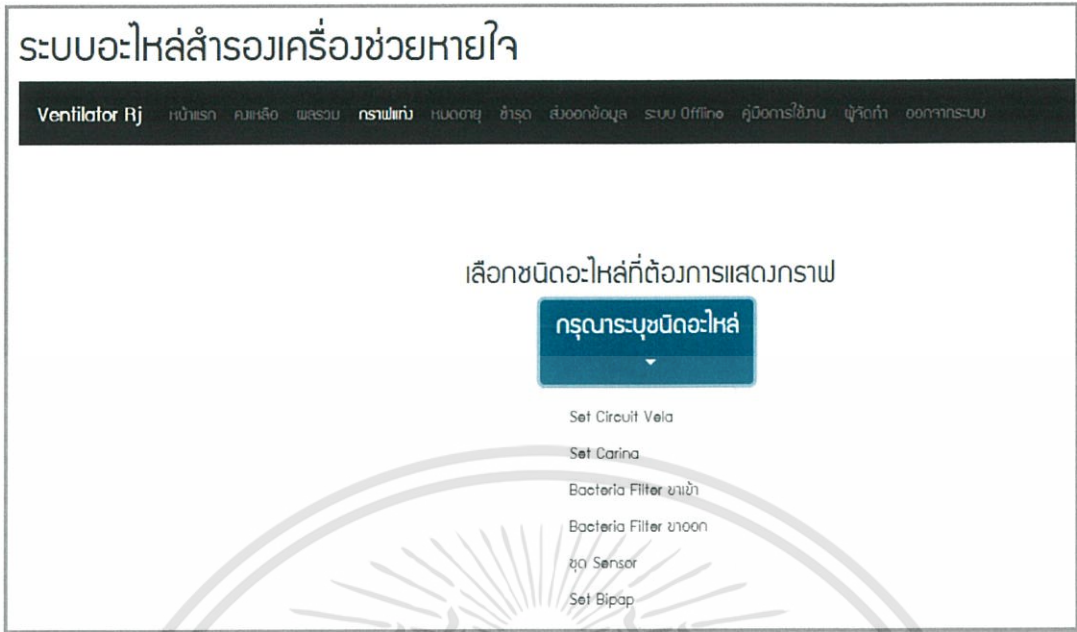 ระบบอะไหล่สำรองเครื่องช่วยหายใจ
Ventilator Rj หน้าแรก คงเหลือ ผลรวม กราฟแท่ง หมดอายุ ชำรุด ส่งออกข้อมูล ระบบ Offline คู่มือการใช้งาน ผู้จัดทำ ออกจากระบบ
เลือกชนิดอะไหล่ที่ต้องการแสดงกราฟ
กรุณาระบุชนิดอะไหล่
Set Circuit Vela
Set Carina
Bacteria Filter ขาเข้า
Bacteria Filter ขาออก
ชุด Sensor
Set Bipap